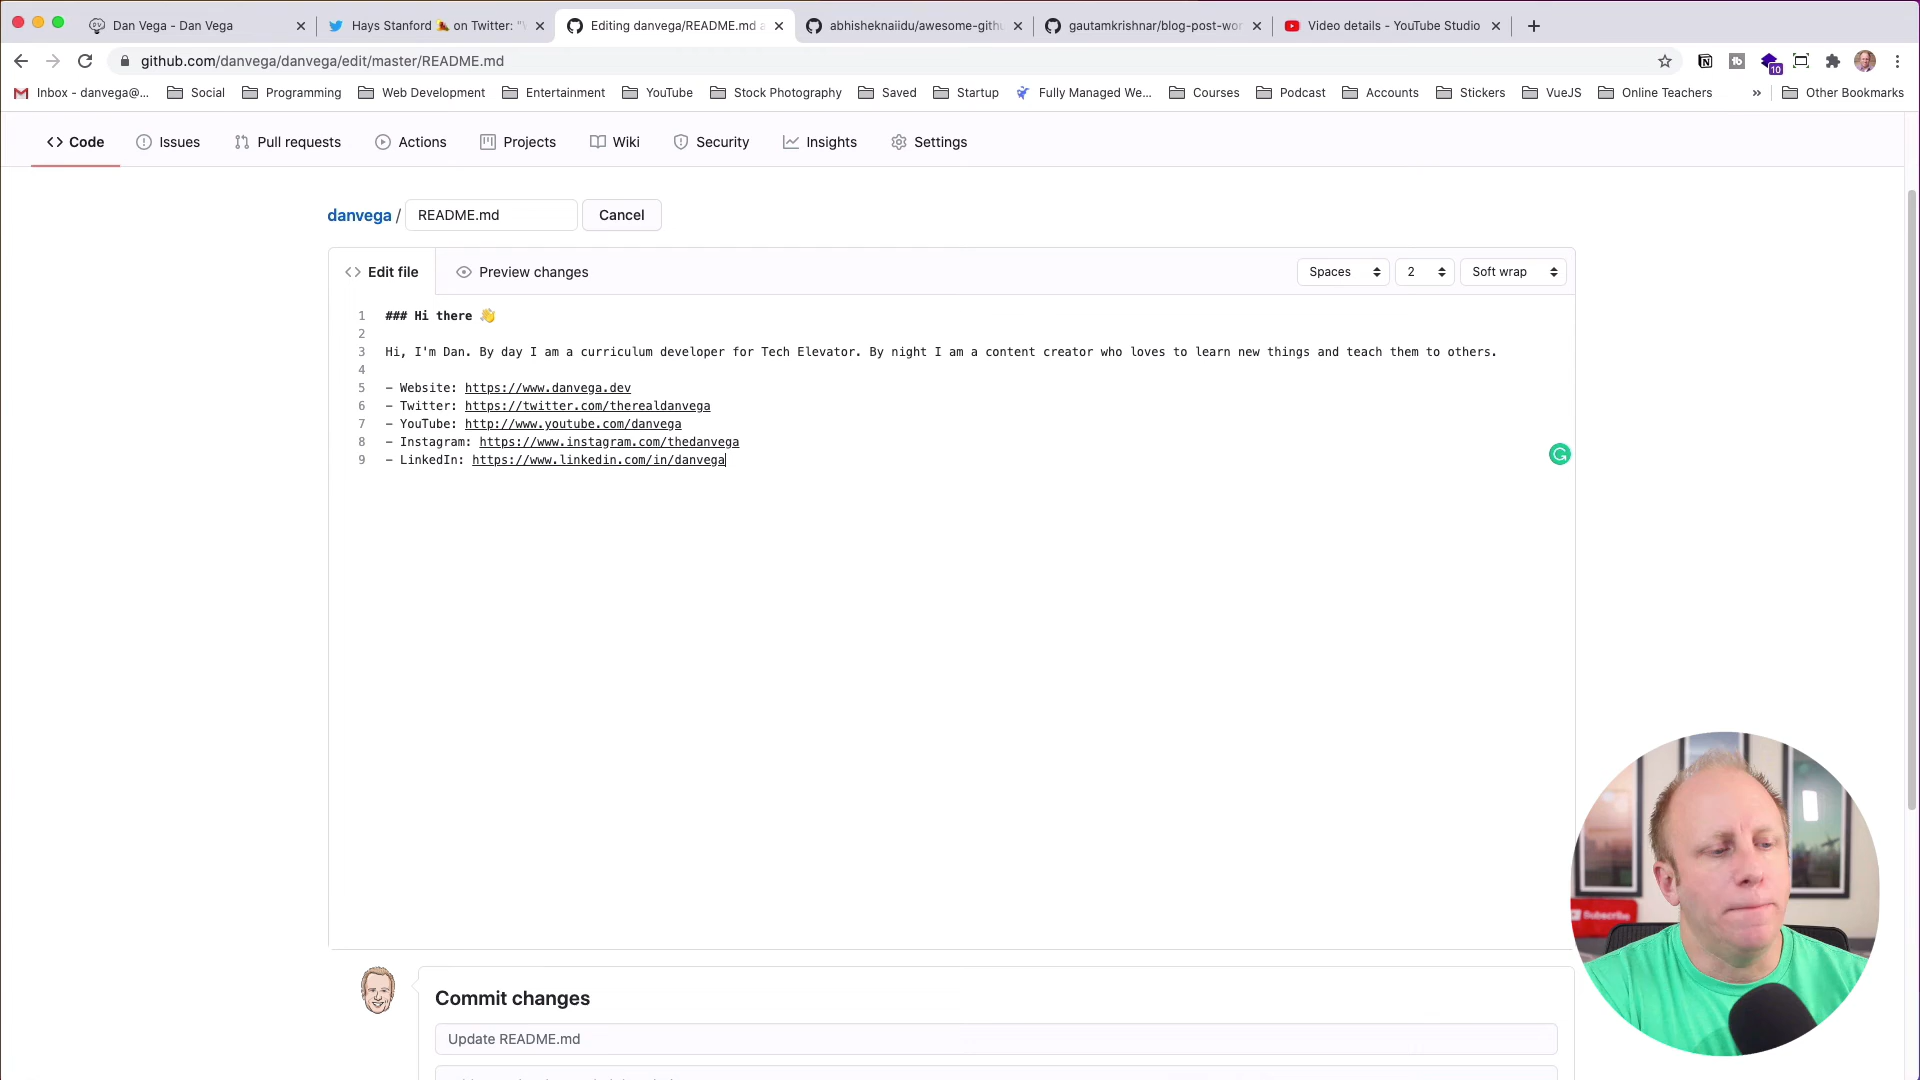 Dan Vega - Dan Vega
Hays Stanford 💃 on Twitter: "
Editing danvega/README.md a
abhisheknaiidu/awesome-gith
gautamkrishnar/blog-post-wor
Video details - YouTube Studio
github.com/danvega/danvega/edit/master/README.md
10
Inbox - danvega@...
Social
Programming
Web Development
Entertainment
YouTube
Stock Photography
Saved
Startup
Fully Managed We...
Courses
Podcast
Accounts
Stickers
VueJS
Online Teachers
»
Other Bookmarks
Code
Issues
Pull requests
Actions
Projects
Wiki
Security
Insights
Settings
danvega / README.md Cancel
Edit file
Preview changes
Spaces
2
Soft wrap
1 ### Hi there 👋
2
3 Hi, I'm Dan. By day I am a curriculum developer for Tech Elevator. By night I am a content creator who loves to learn new things and teach them to others.
4
5 - Website: https://www.danvega.dev
6 - Twitter: https://twitter.com/therealdanvega
7 - YouTube: http://www.youtube.com/danvega
8 - Instagram: https://www.instagram.com/thedanvega
9 - LinkedIn: https://www.linkedin.com/in/danvega
Commit changes
Update README.md
Subscribe